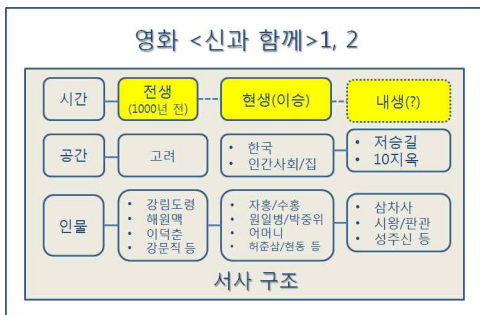 영화 <신과 함께>1, 2
시간
전생
(1000년 전)
현생(이승)
내생(?)
공간
고려
• 한국
• 인간사회/집
• 저승길
• 10지옥
인물
• 강림도령
• 해원맥
• 이덕춘
• 강문직 등
• 자홍/수홍
• 원일병/박중위
• 어머니
• 허준삼/현동 등
• 삼차사
• 시왕/판관
• 성주신 등
서사 구조